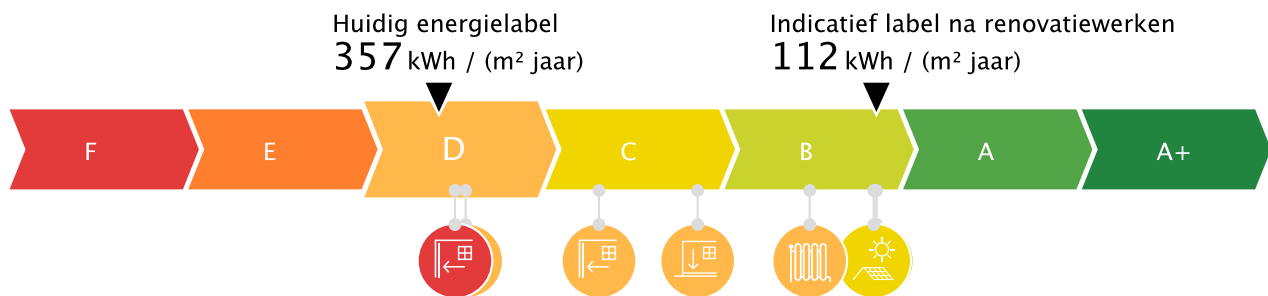 Huidig energielabel
357 kWh / (m² jaar)
Indicatief label na renovatiewerken
112 kWh / (m² jaar)
F
E
D
C
B
A
A+